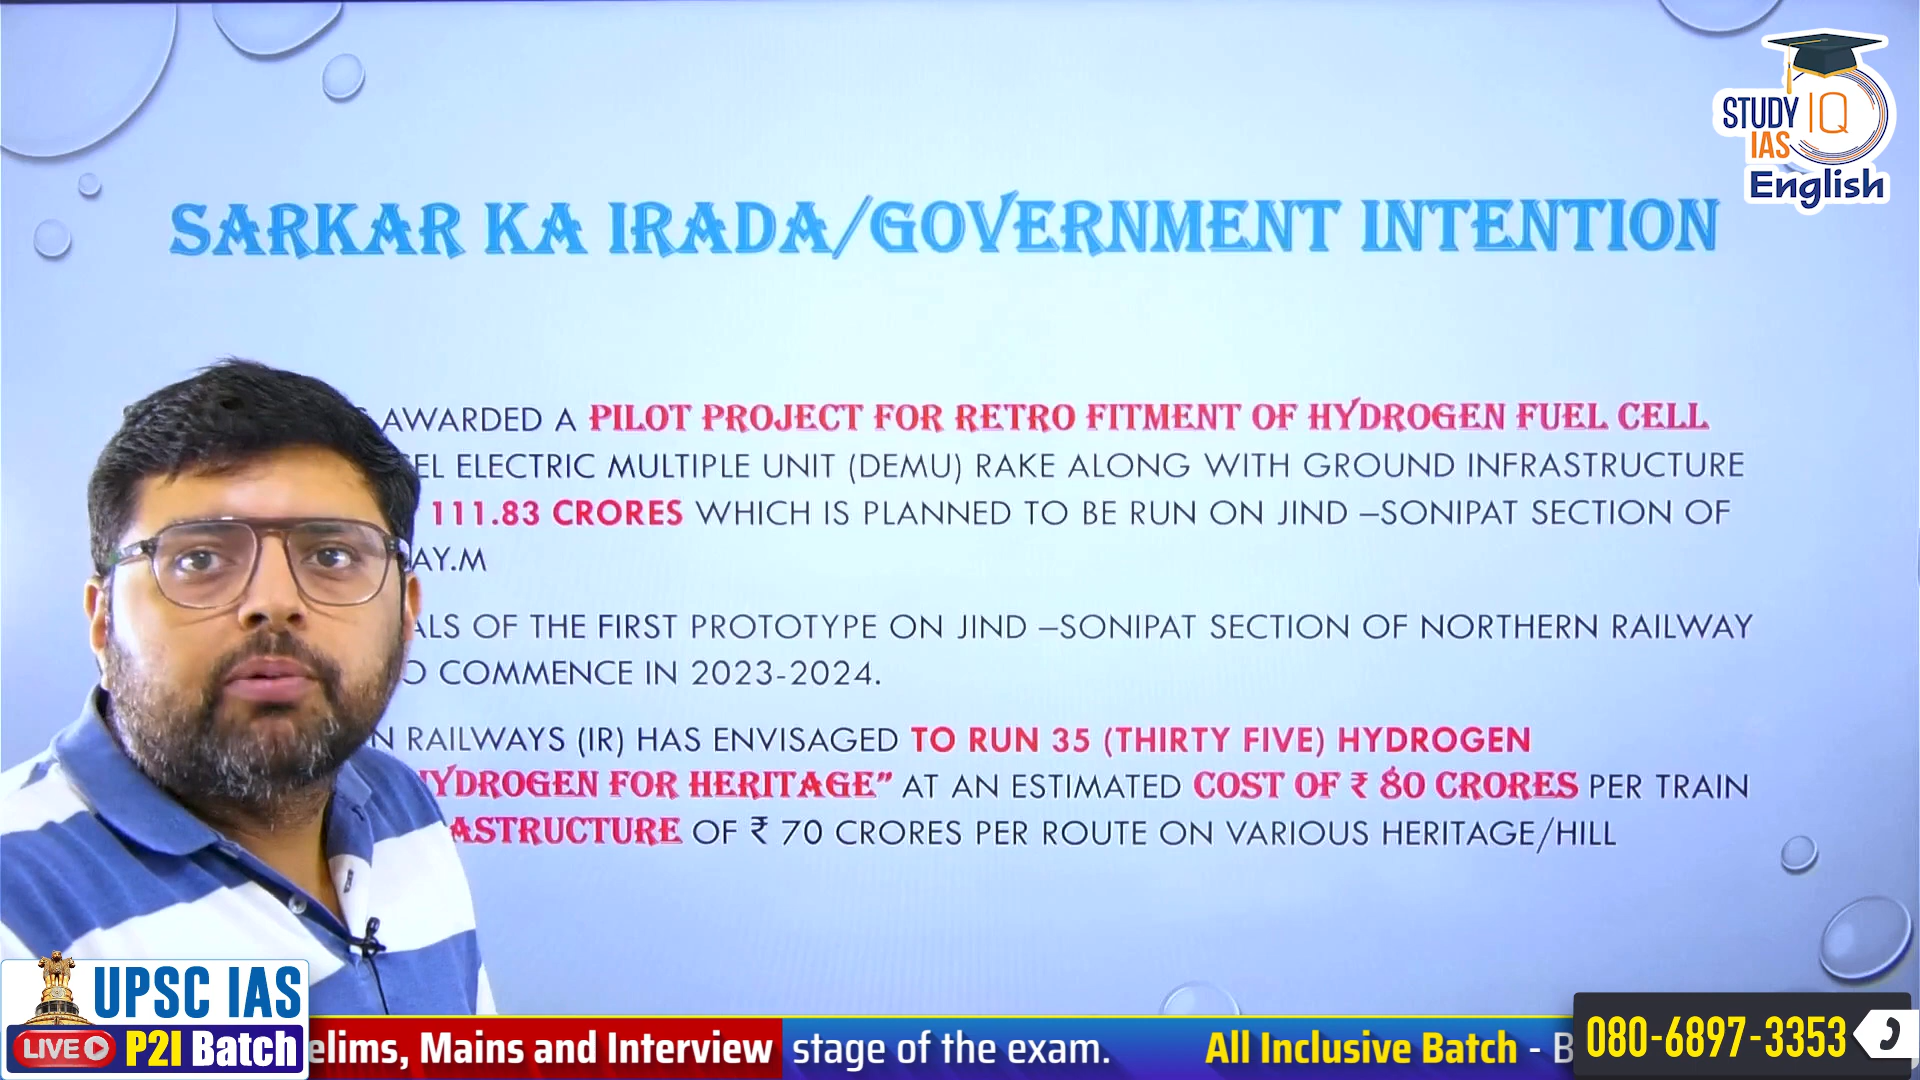 STUDY IQ
IAS
English
SARKAR KA IRADA/GOVERNMENT INTENTION
AWARDED A PILOT PROJECT FOR RETRO FITMENT OF HYDROGEN FUEL CELL
ELECTRIC MULTIPLE UNIT (DEMU) RAKE ALONG WITH GROUND INFRASTRUCTURE
111.83 CRORES WHICH IS PLANNED TO BE RUN ON JIND –SONIPAT SECTION OF
AY.M
ALS OF THE FIRST PROTOTYPE ON JIND –SONIPAT SECTION OF NORTHERN RAILWAY
O COMMENCE IN 2023-2024.
N RAILWAYS (IR) HAS ENVISAGED TO RUN 35 (THIRTY FIVE) HYDROGEN
YDROGEN FOR HERITAGE” AT AN ESTIMATED COST OF ₹ 80 CRORES PER TRAIN
ASTRUCTURE OF ₹ 70 CRORES PER ROUTE ON VARIOUS HERITAGE/HILL
UPSC IAS
LIVE P2I Batch
elims, Mains and Interview stage of the exam. All Inclusive Batch - B
080-6897-3353